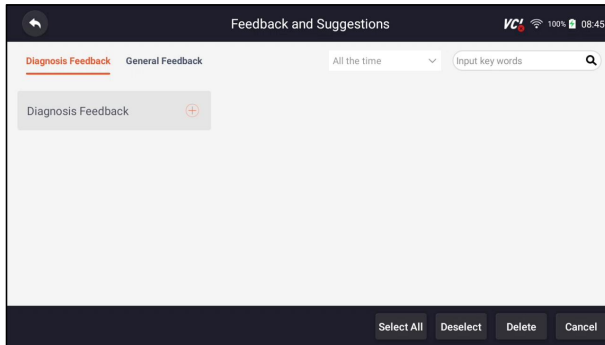 Feedback and Suggestions VCI 100% 08:45
Diagnosis Feedback General Feedback All the time Input key words
Diagnosis Feedback
Select All Deselect Delete Cancel